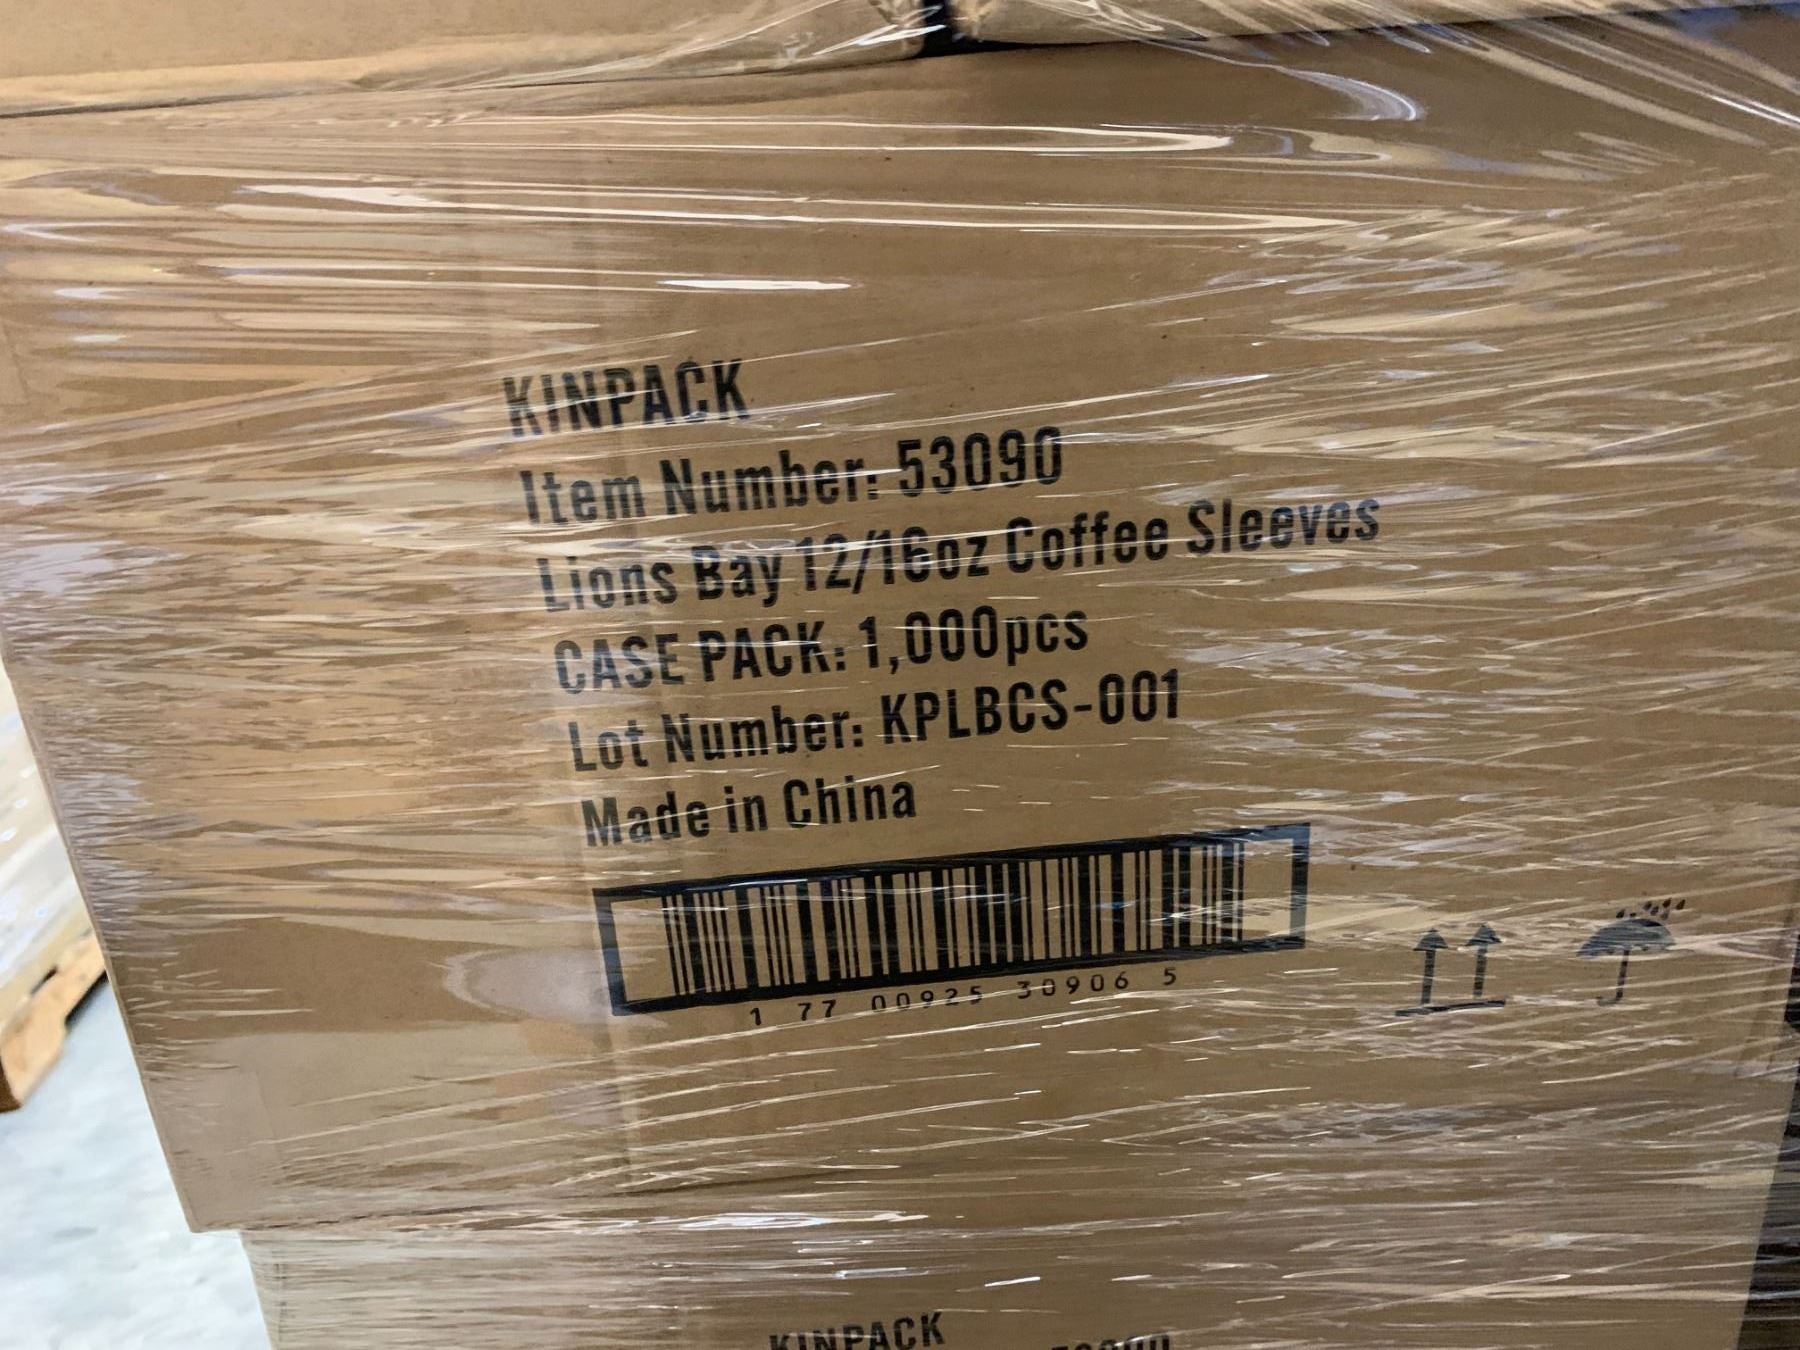 KINPACK
Item Number: 53090
Lions Bay 12/16oz Coffee Sleeves
CASE PACK: 1,000pcs
Lot Number: KPLBCS-001
Made in China
1 77 00925 30906 5
KINPACK
53090